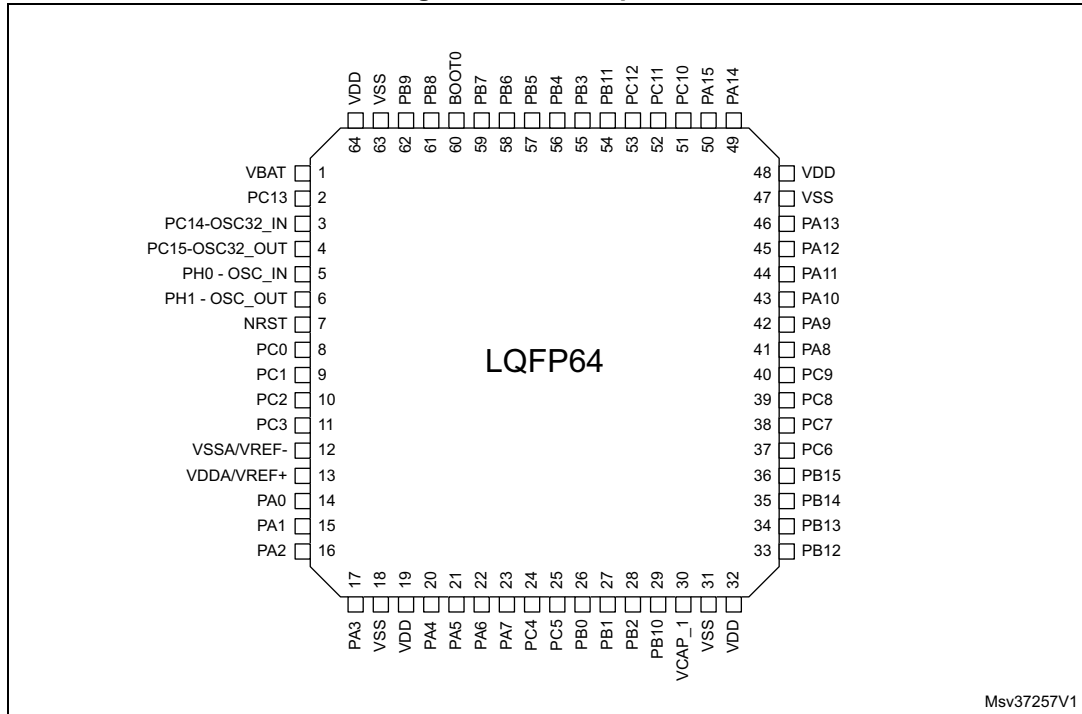 VDD
VSS
PB9
PB8
BOOT0
PB7
PB6
PB5
PB4
PB3
PB11
PC12
PC11
PC10
PA15
PA14
64
63
62
61
60
59
58
57
56
55
54
53
52
51
50
49
VBAT 1
PC13 2
PC14-OSC32_IN 3
PC15-OSC32_OUT 4
PH0 - OSC_IN 5
PH1 - OSC_OUT 6
NRST 7
PC0 8
PC1 9
PC2 10
PC3 11
VSSA/VREF- 12
VDDA/VREF+ 13
PA0 14
PA1 15
PA2 16
LQFP64
48 VDD
47 VSS
46 PA13
45 PA12
44 PA11
43 PA10
42 PA9
41 PA8
40 PC9
39 PC8
38 PC7
37 PC6
36 PB15
35 PB14
34 PB13
33 PB12
17
18
19
20
21
22
23
24
25
26
27
28
29
30
31
32
PA3
VSS
VDD
PA4
PA5
PA6
PA7
PC4
PC5
PB0
PB1
PB2
PB10
VCAP_1
VSS
VDD
Msv37257V1